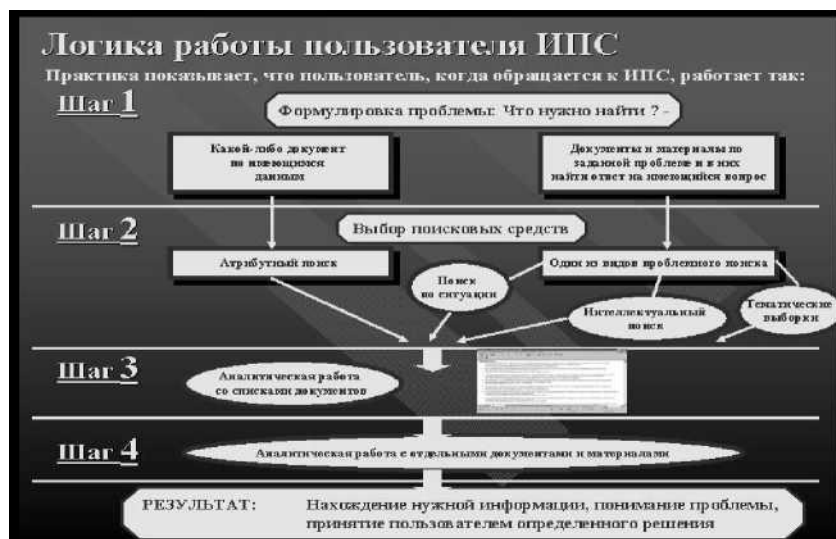 Логика работы пользователя ИПС
Практика показывает, что пользователь, когда обращается к ИПС, работает так:
Шаг 1
Формулировка проблемы: Что нужно найти ? -
Какой-либо документ
по имеющимся
данным
Документы и материалы по
заданной проблеме и в них
найти ответ на имеющийся вопрос
Шаг 2
Выбор поисковых средств
Атрибутный поиск
Один из видов проблемного поиска
Поиск
по ситуации
Интеллектуальный
поиск
Тематические
выборки
Шаг 3
Аналитическая работа
со списками документов
Шаг 4
Аналитическая работа с отдельными документами и материалами
РЕЗУЛЬТАТ: Нахождение нужной информации, понимание проблемы,
принятие пользователем определенного решения